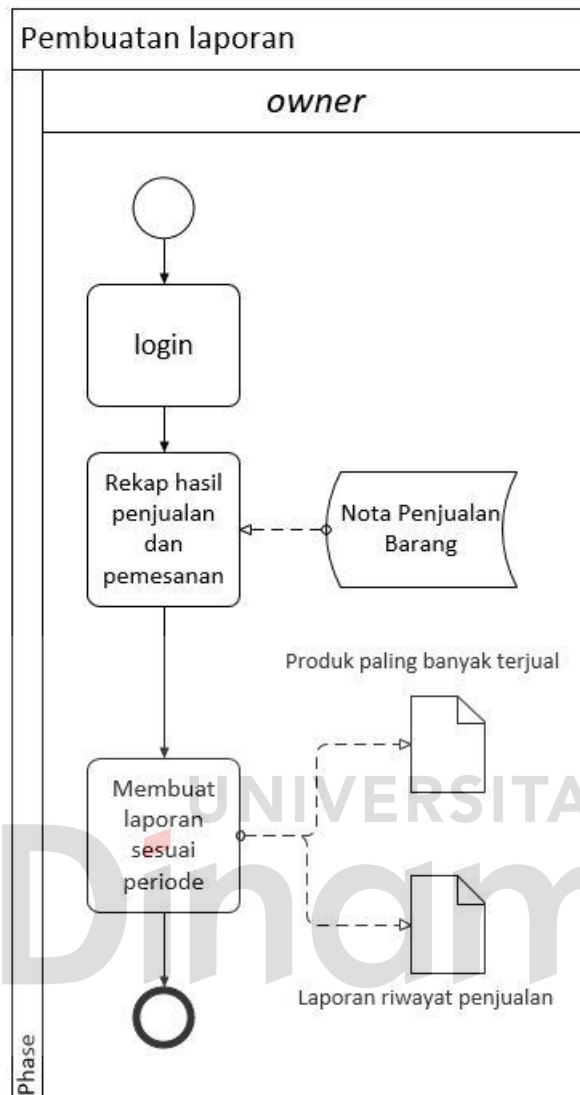 Pembuatan laporan
owner
login
Rekap hasil
penjualan
dan
pemesanan
Nota Penjualan
Barang
Produk paling banyak terjual
Membuat
laporan
sesuai
periode
UNIVERSITA
Dinam
Laporan riwayat penjualan
Phase